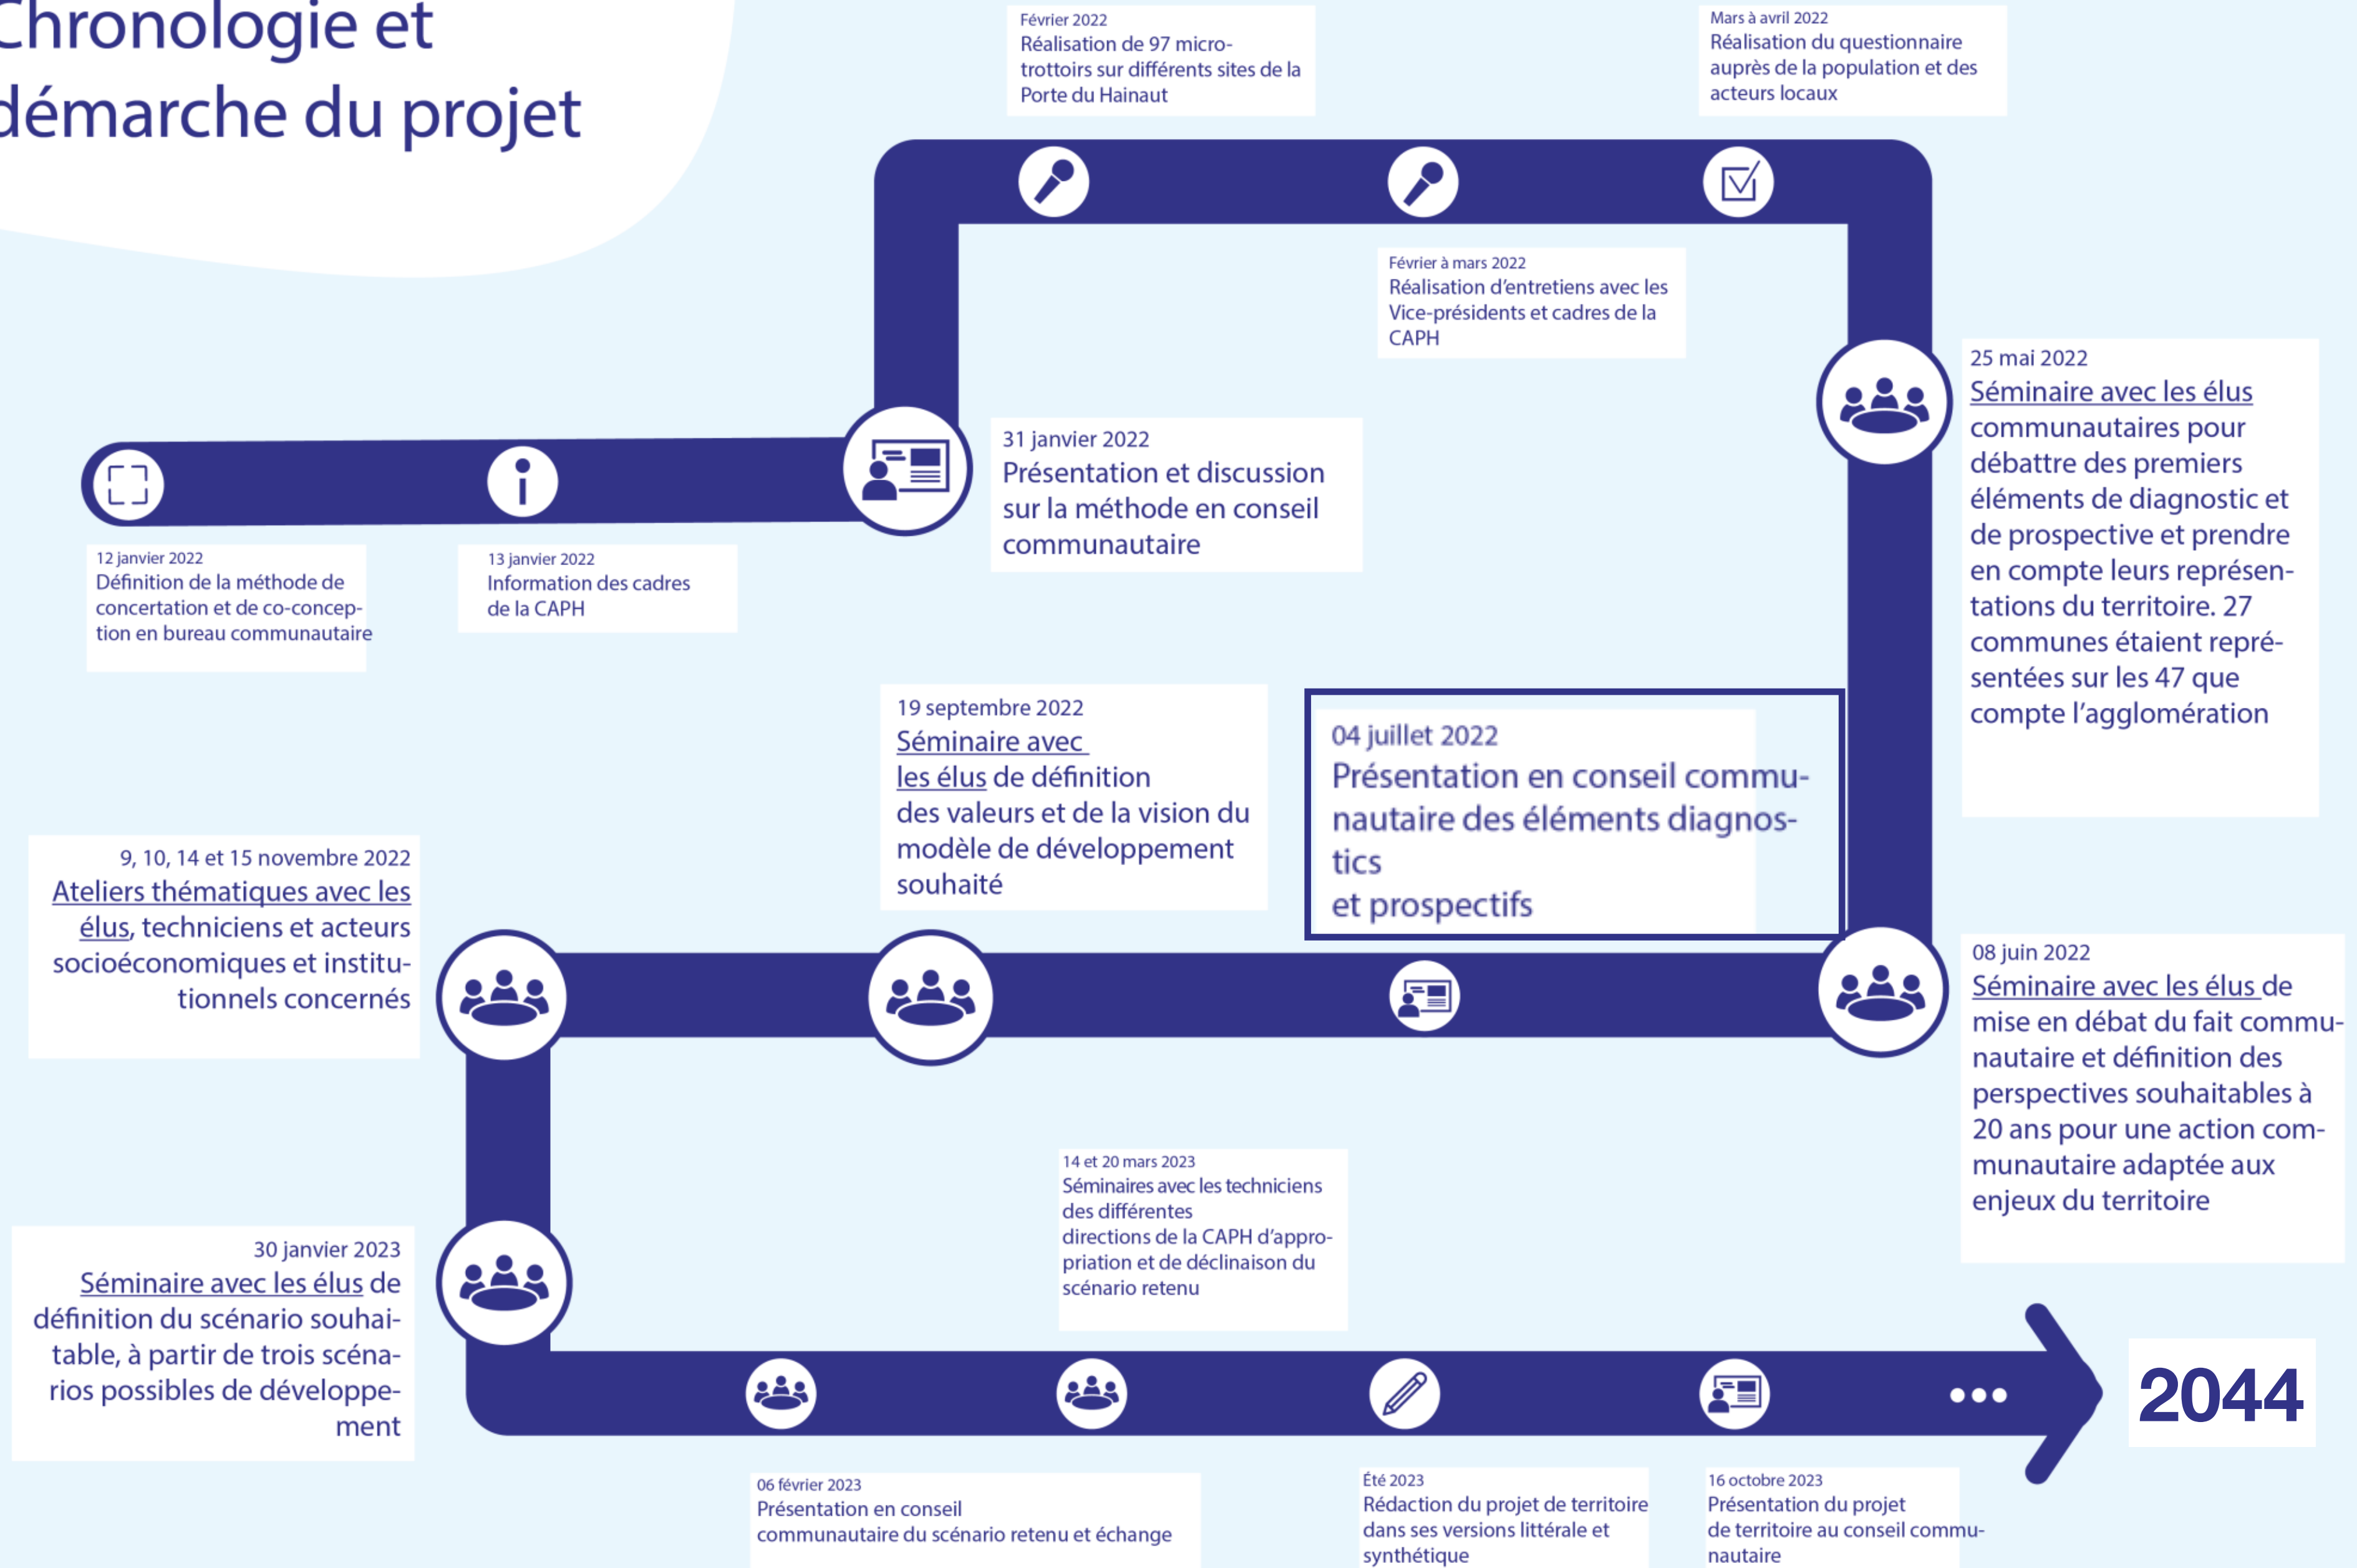 Chronologie et
démarche du projet
12 janvier 2022
Définition de la méthode de
concertation et de co-concep-
tion en bureau communautaire
13 janvier 2022
Information des cadres
de la CAPH
31 janvier 2022
Présentation et discussion
sur la méthode en conseil
communautaire
Février 2022
Réalisation de 97 micro-
trottoirs sur différents sites de la
Porte du Hainaut
Février à mars 2022
Réalisation d’entretiens avec les
Vice-présidents et cadres de la
CAPH
Mars à avril 2022
Réalisation du questionnaire
auprès de la population et des
acteurs locaux
25 mai 2022
Séminaire avec les élus
communautaires pour
débattre des premiers
éléments de diagnostic et
de prospective et prendre
en compte leurs représen-
tations du territoire. 27
communes étaient repré-
sentées sur les 47 que
compte l’agglomération
08 juin 2022
Séminaire avec les élus de
mise en débat du fait commu-
nautaire et définition des
perspectives souhaitables à
20 ans pour une action com-
munautaire adaptée aux
enjeux du territoire
04 juillet 2022
Présentation en conseil commu-
nautaire des éléments diagnos-
tics
et prospectifs
19 septembre 2022
Séminaire avec
les élus de définition
des valeurs et de la vision du
modèle de développement
souhaité
9, 10, 14 et 15 novembre 2022
Ateliers thématiques avec les
élus, techniciens et acteurs
socioéconomiques et institu-
tionnels concernés
30 janvier 2023
Séminaire avec les élus de
définition du scénario souhai-
table, à partir de trois scéna-
rios possibles de développe-
ment
06 février 2023
Présentation en conseil
communautaire du scénario retenu et échange
14 et 20 mars 2023
Séminaires avec les techniciens
des différentes
directions de la CAPH d’appro-
priation et de déclinaison du
scénario retenu
Été 2023
Rédaction du projet de territoire
dans ses versions littérale et
synthétique
16 octobre 2023
Présentation du projet
de territoire au conseil commu-
nautaire
2044